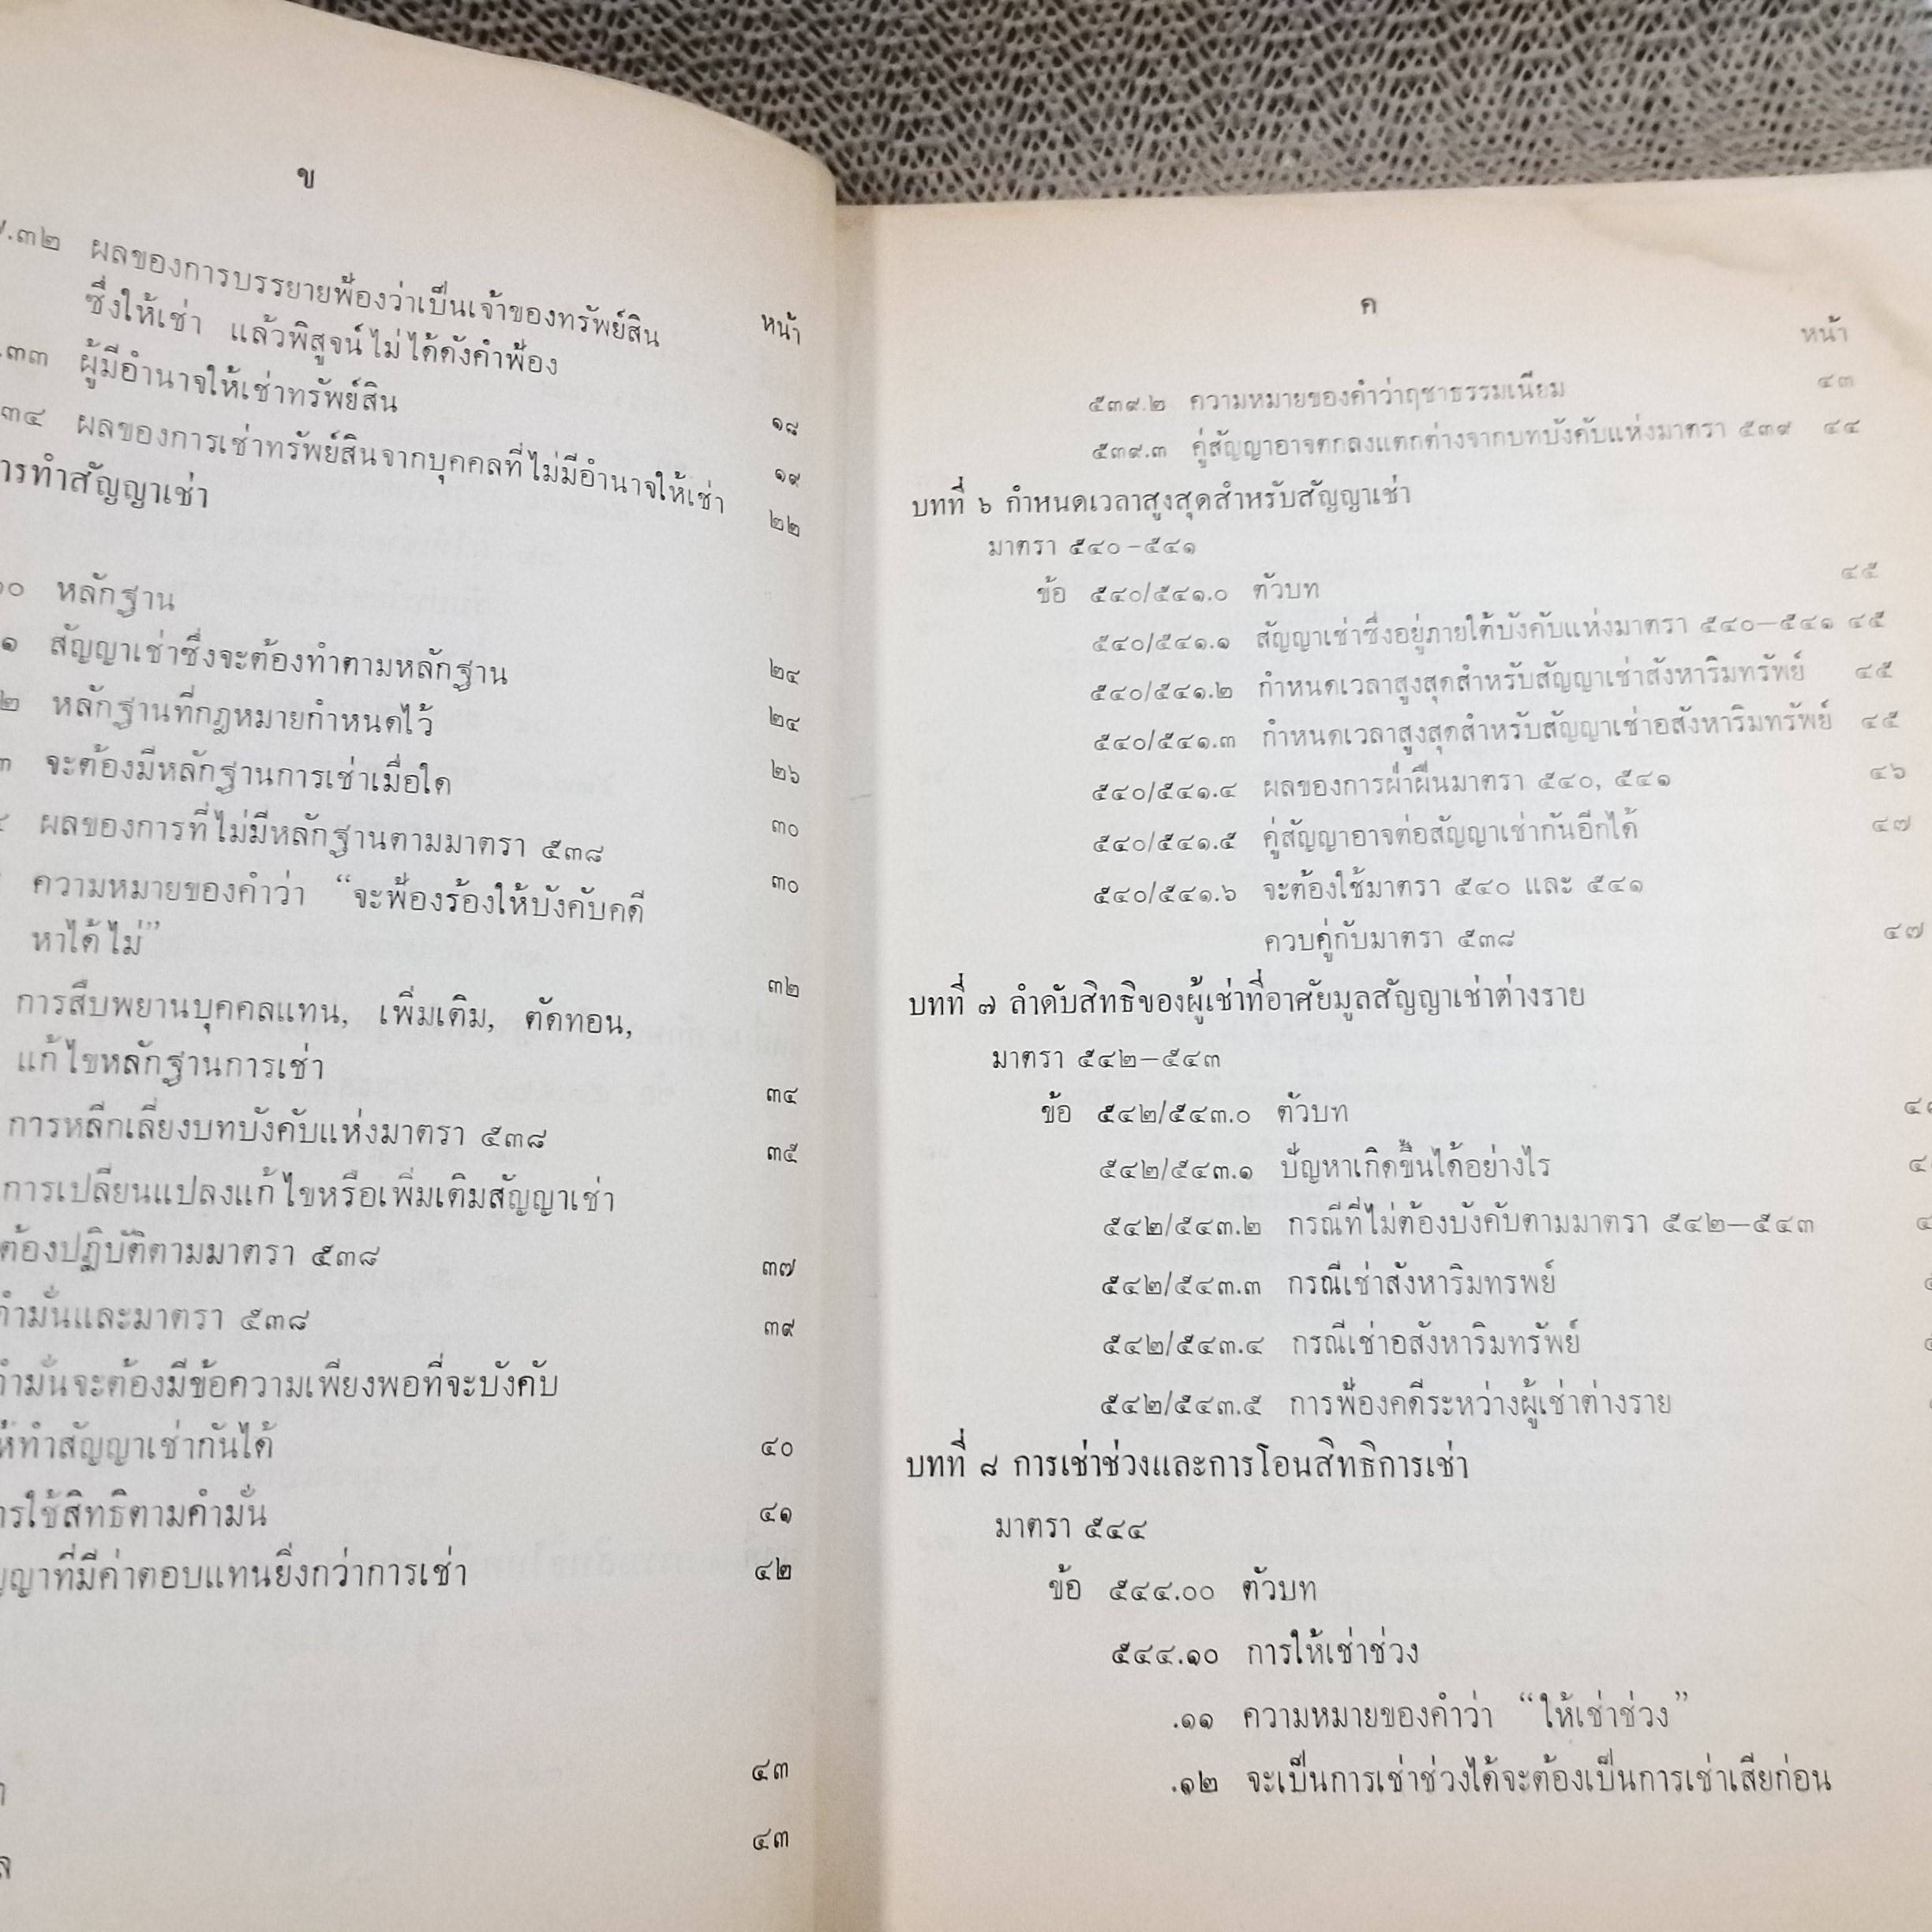 ข
หน้า
.๓๒ ผลของการบรรยายฟ้องว่าเป็นเจ้าของทรัพย์สิน
ซึ่งให้เช่า แล้วพิสูจน์ไม่ได้ดังคำฟ้อง ๑๘
.๓๓ ผู้มีอำนาจให้เช่าทรัพย์สิน ๑๙
๓๔ ผลของการเช่าทรัพย์สินจากบุคคลที่ไม่มีอำนาจให้เช่า ๒๒
การทำสัญญาเช่า
๐ หลักฐาน ๒๔
๑ สัญญาเช่าซึ่งจะต้องทำตามหลักฐาน ๒๔
๒ หลักฐานที่กฎหมายกำหนดไว้ ๒๖
๓ จะต้องมีหลักฐานการเช่าเมื่อใด ๓๐
ผลของการที่ไม่มีหลักฐานตามมาตรา ๕๓๘ ๓๐
ความหมายของคำว่า “จะฟ้องร้องให้บังคับคดี
หาได้ไม่” ๓๒
การสืบพยานบุคคลแทน, เพิ่มเติม, ตัดทอน,
แก้ไขหลักฐานการเช่า ๓๔
การหลีกเลี่ยงบทบังคับแห่งมาตรา ๕๓๘ ๓๕
การเปลี่ยนแปลงแก้ไขหรือเพิ่มเติมสัญญาเช่า
ต้องปฏิบัติตามมาตรา ๕๓๘ ๓๗
คำมั่นและมาตรา ๕๓๘ ๓๙
คำมั่นจะต้องมีข้อความเพียงพอที่จะบังคับ
ให้ทำสัญญาเช่ากันได้ ๔๐
การใช้สิทธิตามคำมั่น ๔๑
ญญาที่มีค่าตอบแทนยิ่งกว่าการเช่า ๔๒
๔๓
๔๓
ค
หน้า
๕๓๙.๒ ความหมายของคำว่าฤชาธรรมเนียม ๔๓
๕๓๙.๓ คู่สัญญาอาจตกลงแตกต่างจากบทบังคับแห่งมาตรา ๕๓๙ ๔๔
บทที่ ๖ กำหนดเวลาสูงสุดสำหรับสัญญาเช่า
มาตรา ๕๔๐-๕๔๑
ข้อ ๕๔๐/๕๔๑.๐ ตัวบท ๔๕
๕๔๐/๕๔๑.๑ สัญญาเช่าซึ่งอยู่ภายใต้บังคับแห่งมาตรา ๕๔๐—๕๔๑ ๔๕
๕๔๐/๕๔๑.๒ กำหนดเวลาสูงสุดสำหรับสัญญาเช่าสังหาริมทรัพย์ ๔๕
๕๔๐/๕๔๑.๓ กำหนดเวลาสูงสุดสำหรับสัญญาเช่าอสังหาริมทรัพย์ ๔๕
๕๔๐/๕๔๑.๔ ผลของการฝ่าฝืนมาตรา ๕๔๐, ๕๔๑ ๔๖
๕๔๐/๕๔๑.๕ คู่สัญญาอาจต่อสัญญาเช่ากันอีกได้ ๔๗
๕๔๐/๕๔๑.๖ จะต้องใช้มาตรา ๕๔๐ และ ๕๔๑
ควบคู่กับมาตรา ๕๓๘ ๔๗
บทที่ ๗ ลำดับสิทธิของผู้เช่าที่อาศัยมูลสัญญาเช่าต่างราย
มาตรา ๕๔๒—๕๔๓
ข้อ ๕๔๒/๕๔๓.๐ ตัวบท
๕๔๒/๕๔๓.๑ ปัญหาเกิดขึ้นได้อย่างไร
๕๔๒/๕๔๓.๒ กรณีที่ไม่ต้องบังคับตามมาตรา ๕๔๒—๕๔๓
๕๔๒/๕๔๓.๓ กรณีเช่าสังหาริมทรพย์
๕๔๒/๕๔๓.๔ กรณีเช่าอสังหาริมทรัพย์
๕๔๒/๕๔๓.๕ การฟ้องคดีระหว่างผู้เช่าต่างราย
บทที่ ๘ การเช่าช่วงและการโอนสิทธิการเช่า
มาตรา ๕๔๔
ข้อ ๕๔๔.๐๐ ตัวบท
๕๔๔.๑๐ การให้เช่าช่วง
.๑๑ ความหมายของคำว่า “ให้เช่าช่วง”
.๑๒ จะเป็นการเช่าช่วงได้จะต้องเป็นการเช่าเสียก่อน